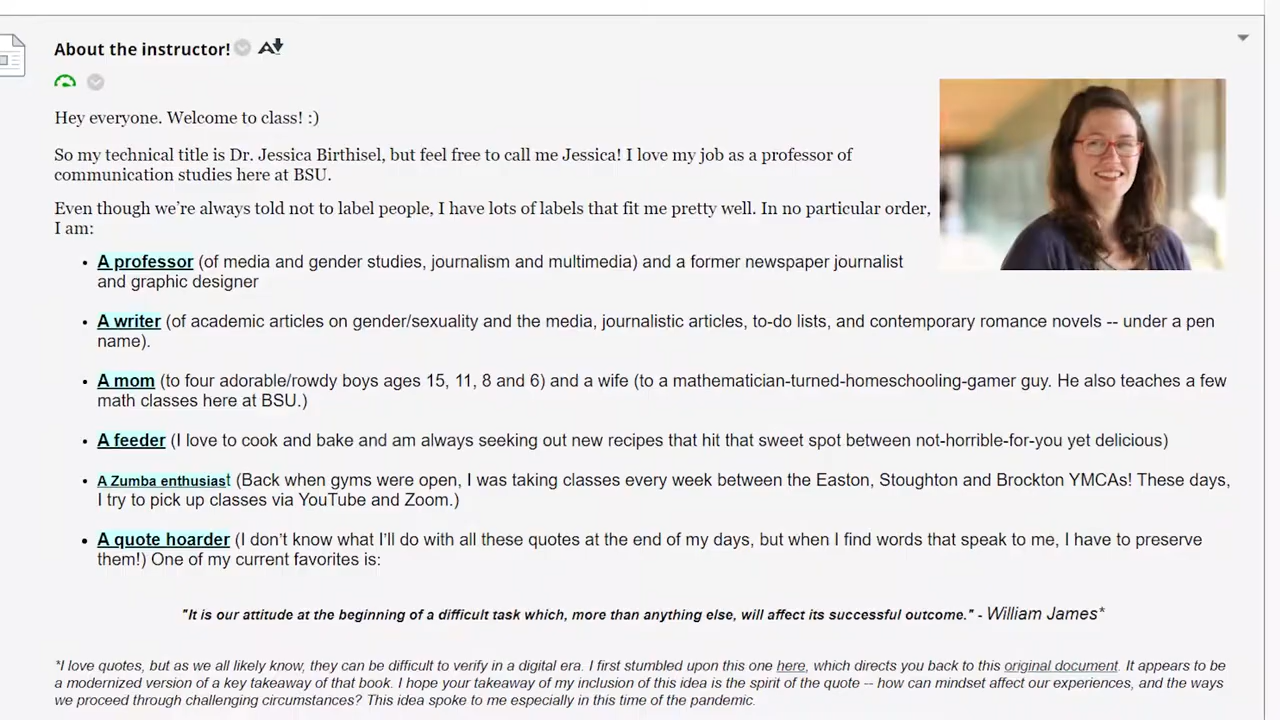 About the instructor!
Hey everyone. Welcome to class! :)
So my technical title is Dr. Jessica Birthisel, but feel free to call me Jessica! I love my job as a professor of
communication studies here at BSU.
Even though we’re always told not to label people, I have lots of labels that fit me pretty well. In no particular order,
I am:
• A professor (of media and gender studies, journalism and multimedia) and a former newspaper journalist
and graphic designer
• A writer (of academic articles on gender/sexuality and the media, journalistic articles, to-do lists, and contemporary romance novels -- under a pen
name).
• A mom (to four adorable/rowdy boys ages 15, 11, 8 and 6) and a wife (to a mathematician-turned-homeschooling-gamer guy. He also teaches a few
math classes here at BSU.)
• A feeder (I love to cook and bake and am always seeking out new recipes that hit that sweet spot between not-horrible-for-you yet delicious)
• A Zumba enthusiast (Back when gyms were open, I was taking classes every week between the Easton, Stoughton and Brockton YMCAs! These days,
I try to pick up classes via YouTube and Zoom.)
• A quote hoarder (I don’t know what I’ll do with all these quotes at the end of my days, but when I find words that speak to me, I have to preserve
them!) One of my current favorites is:
"It is our attitude at the beginning of a difficult task which, more than anything else, will affect its successful outcome." - William James*
*I love quotes, but as we all likely know, they can be difficult to verify in a digital era. I first stumbled upon this one here, which directs you back to this original document. It appears to be
a modernized version of a key takeaway of that book. I hope your takeaway of my inclusion of this idea is the spirit of the quote -- how can mindset affect our experiences, and the ways
we proceed through challenging circumstances? This idea spoke to me especially in this time of the pandemic.